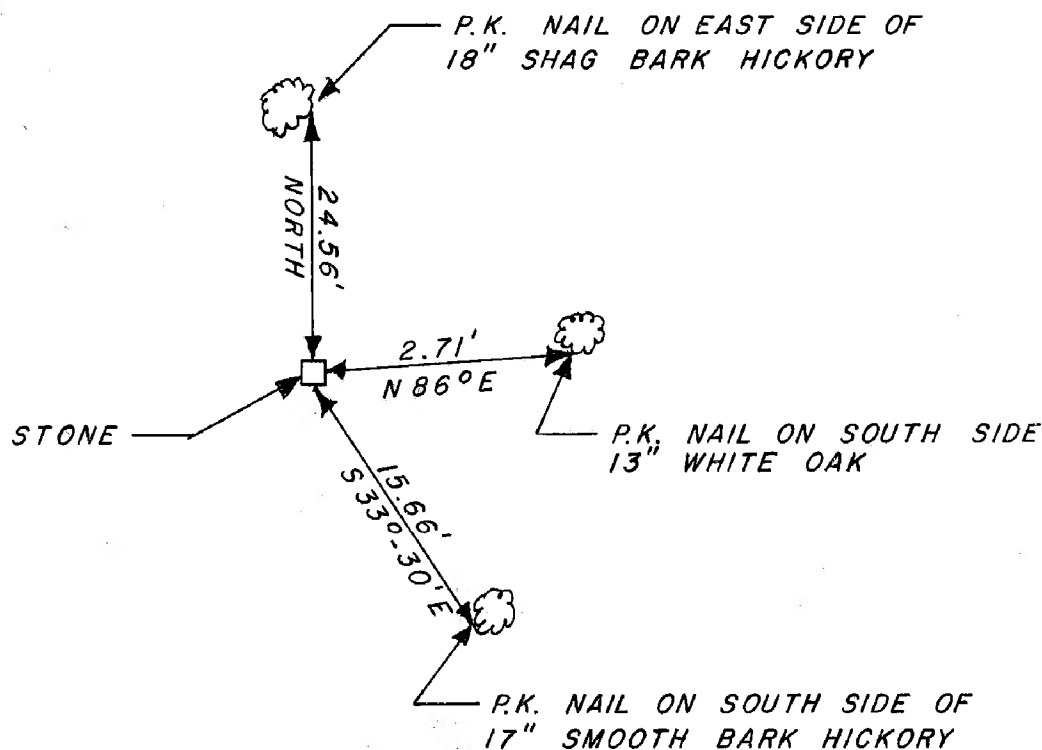 P.K. NAIL ON EAST SIDE OF
18" SHAG BARK HICKORY
24.56'
NORTH
2.71'
N 86° E
STONE
P.K. NAIL ON SOUTH SIDE
13" WHITE OAK
15.66'
S 33°-30' E
P.K. NAIL ON SOUTH SIDE OF
17" SMOOTH BARK HICKORY